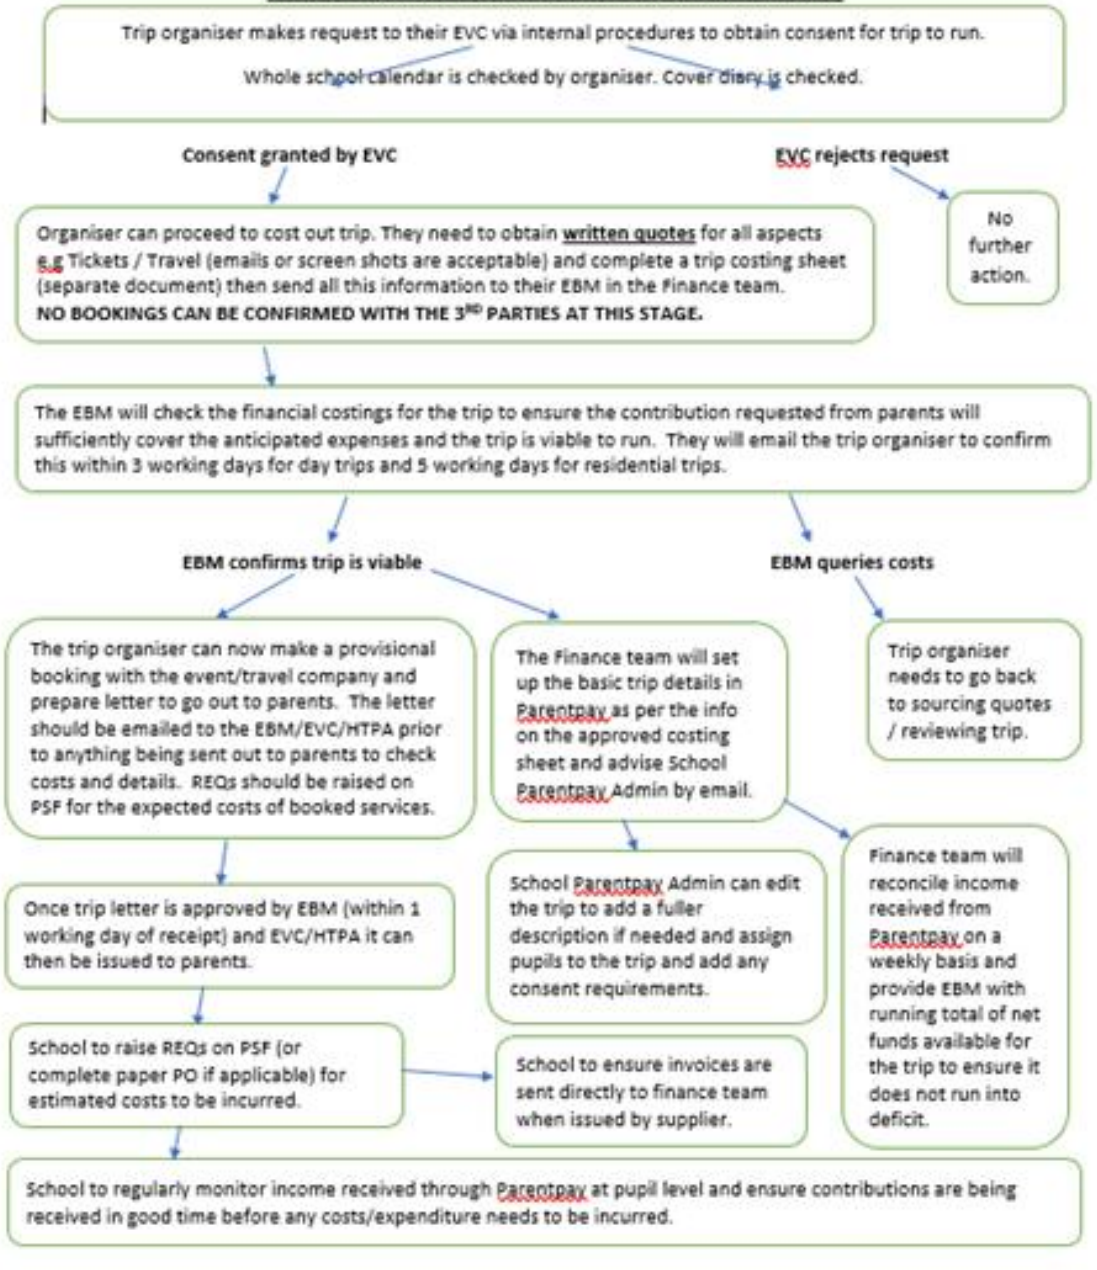 Trip organiser makes request to their EVC via internal procedures to obtain consent for trip to run.
Whole school calendar is checked by organiser. Cover diary is checked.
Consent granted by EVC
EVC rejects request
No
further
action.
Organiser can proceed to cost out trip. They need to obtain written quotes for all aspects
e.g Tickets / Travel (emails or screen shots are acceptable) and complete a trip costing sheet
(separate document) then send all this information to their EBM in the Finance team.
NO BOOKINGS CAN BE CONFIRMED WITH THE 3RD PARTIES AT THIS STAGE.
The EBM will check the financial costings for the trip to ensure the contribution requested from parents will
sufficiently cover the anticipated expenses and the trip is viable to run. They will email the trip organiser to confirm
this within 3 working days for day trips and 5 working days for residential trips.
EBM confirms trip is viable
EBM queries costs
The trip organiser can now make a provisional
booking with the event/travel company and
prepare letter to go out to parents. The letter
should be emailed to the EBM/EVC/HTPA prior
to anything being sent out to parents to check
costs and details. REQs should be raised on
PSF for the expected costs of booked services.
The Finance team will set
up the basic trip details in
Parentpay as per the info
on the approved costing
sheet and advise School
Parentpay Admin by email.
Trip organiser
needs to go back
to sourcing quotes
/ reviewing trip.
Once trip letter is approved by EBM (within 1
working day of receipt) and EVC/HTPA it can
then be issued to parents.
School Parentpay Admin can edit
the trip to add a fuller
description if needed and assign
pupils to the trip and add any
consent requirements.
Finance team will
reconcile income
received from
Parentpay on a
weekly basis and
provide EBM with
running total of net
funds available for
the trip to ensure it
does not run into
deficit.
School to raise REQs on PSF (or
complete paper PO if applicable) for
estimated costs to be incurred.
School to ensure invoices are
sent directly to finance team
when issued by supplier.
School to regularly monitor income received through Parentpay at pupil level and ensure contributions are being
received in good time before any costs/expenditure needs to be incurred.